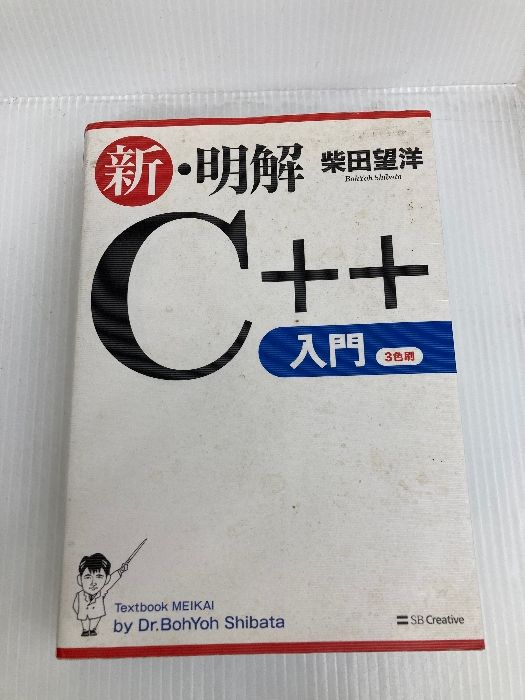 新・明解
柴田望洋
BohYoh Shibata
C++
入門
3色刷
Textbook MEIKAI
by Dr.BohYoh Shibata
SB Creative